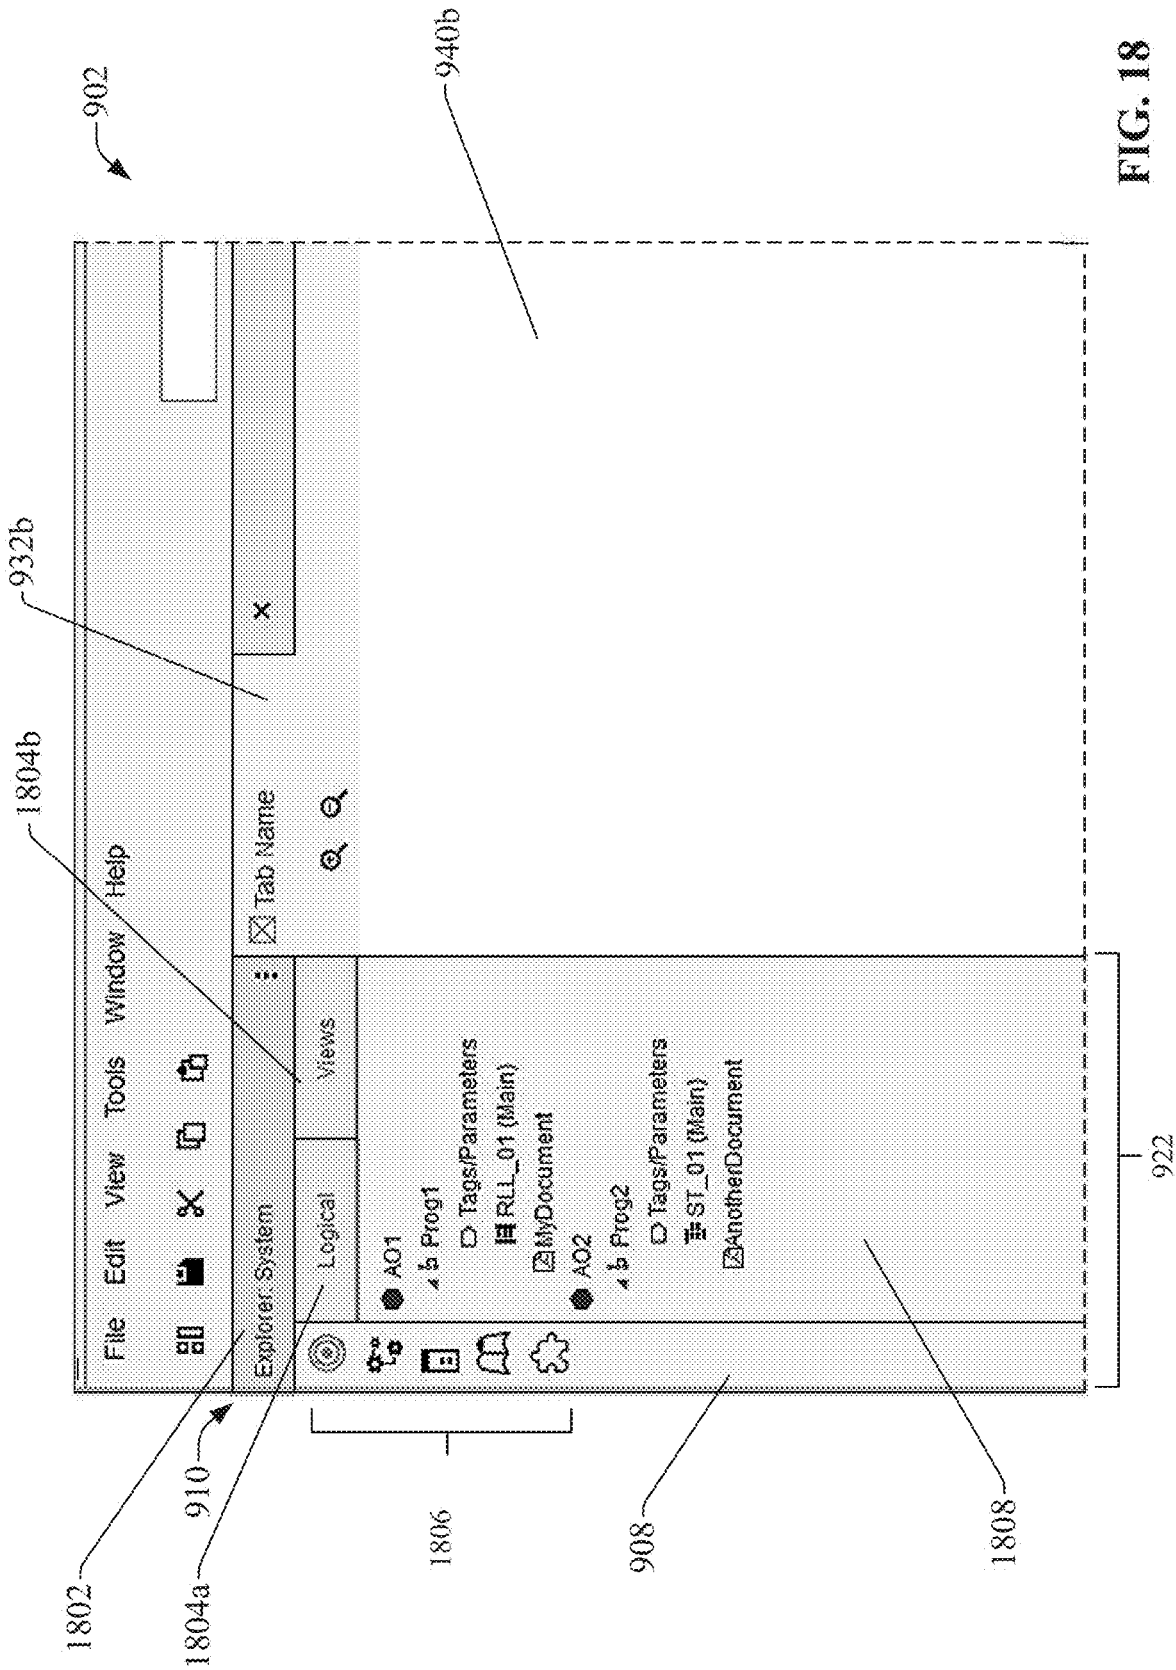 902
932b
1804b
940b
File Edit View Tools Window Help
1802
910
Explorer: System
Tab Name
1804a
Logical
Views
1806
AO1
Prog1
Tags/Parameters
RLL_01 (Main)
MyDocument
AO2
Prog2
Tags/Parameters
ST_01 (Main)
AnotherDocument
908
1808
922
FIG. 18